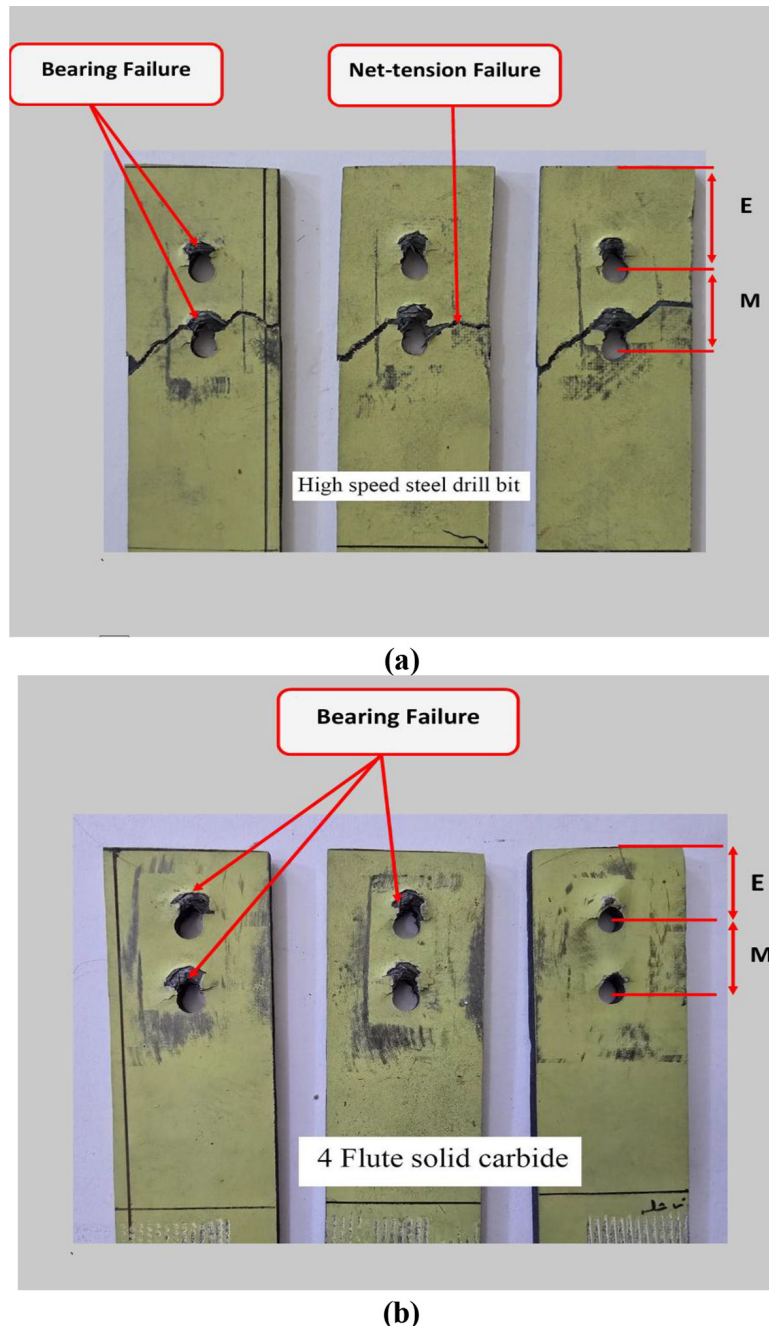 Bearing Failure
Net-tension Failure
E
M
High speed steel drill bit
(a)
Bearing Failure
E
M
4 Flute solid carbide
(b)